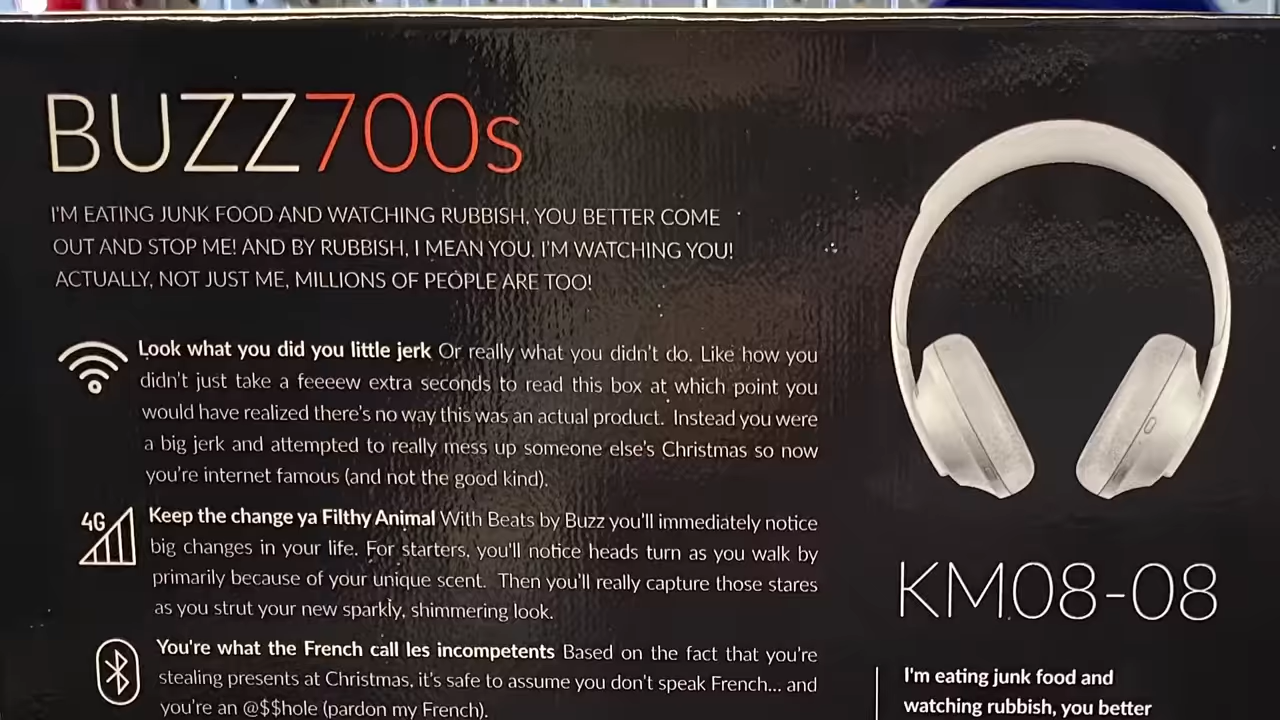 BUZZ700s
I'M EATING JUNK FOOD AND WATCHING RUBBISH, YOU BETTER COME
OUT AND STOP ME! AND BY RUBBISH, I MEAN YOU. I'M WATCHING YOU!
ACTUALLY, NOT JUST ME, MILLIONS OF PEOPLE ARE TOO!
Look what you did you little jerk Or really what you didn't do. Like how you
didn't just take a feeeew extra seconds to read this box at which point you
would have realized there's no way this was an actual product. Instead you were
a big jerk and attempted to really mess up someone else's Christmas so now
you're internet famous (and not the good kind).
4G
Keep the change ya Filthy Animal With Beats by Buzz you'll immediately notice
big changes in your life. For starters, you'll notice heads turn as you walk by
primarily because of your unique scent. Then you'll really capture those stares
as you strut your new sparkly, shimmering look.
You're what the French call les incompetents Based on the fact that you're
stealing presents at Christmas, it's safe to assume you don't speak French... and
you're an @$$hole (pardon my French).
KM08-08
I'm eating junk food and
watching rubbish, you better